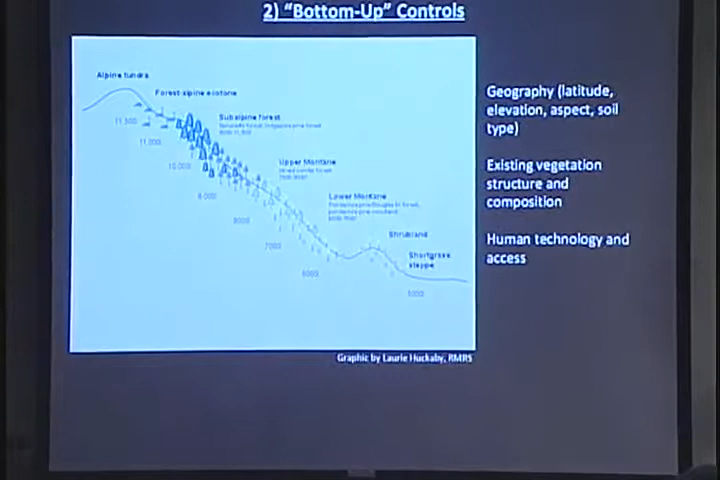 2) "Bottom-Up" Controls
Alpine tundra
Forest-alpine ecotone
11,500
Subalpine forest
11,000
10,000
Upper Montane
9,000
Lower Montane
8000
Shrubland
7000
Shortgrass
steppe
6000
5000
Geography (latitude,
elevation, aspect, soil
type)
Existing vegetation
structure and
composition
Human technology and
access
Graphic by Laurie Huckaby, RMRS